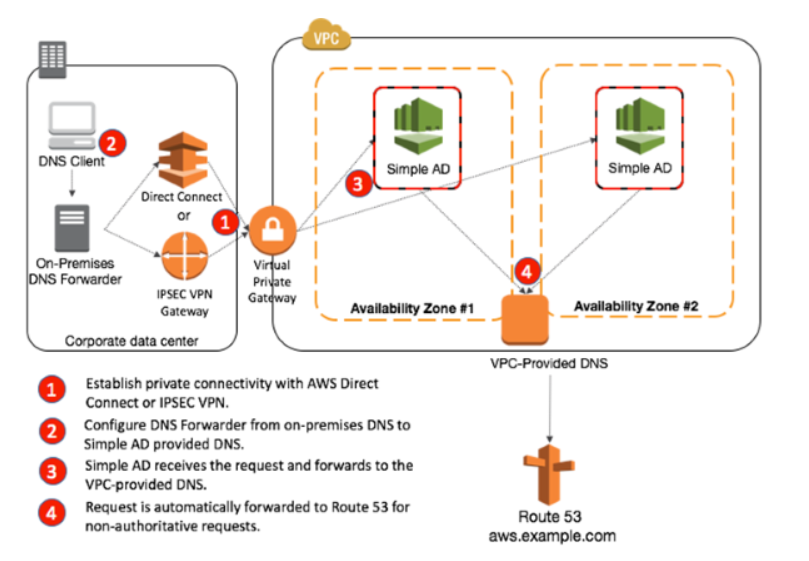 VPC
DNS Client
2
Direct Connect
or
1
On-Premises
DNS Forwarder
IPSEC VPN
Gateway
Corporate data center
Virtual
Private
Gateway
Simple AD
3
Simple AD
4
Availability Zone #1
Availability Zone #2
VPC-Provided DNS
Route 53
aws.example.com
1 Establish private connectivity with AWS Direct
Connect or IPSEC VPN.
2 Configure DNS Forwarder from on-premises DNS to
Simple AD provided DNS.
3 Simple AD receives the request and forwards to the
VPC-provided DNS.
4 Request is automatically forwarded to Route 53 for
non-authoritative requests.